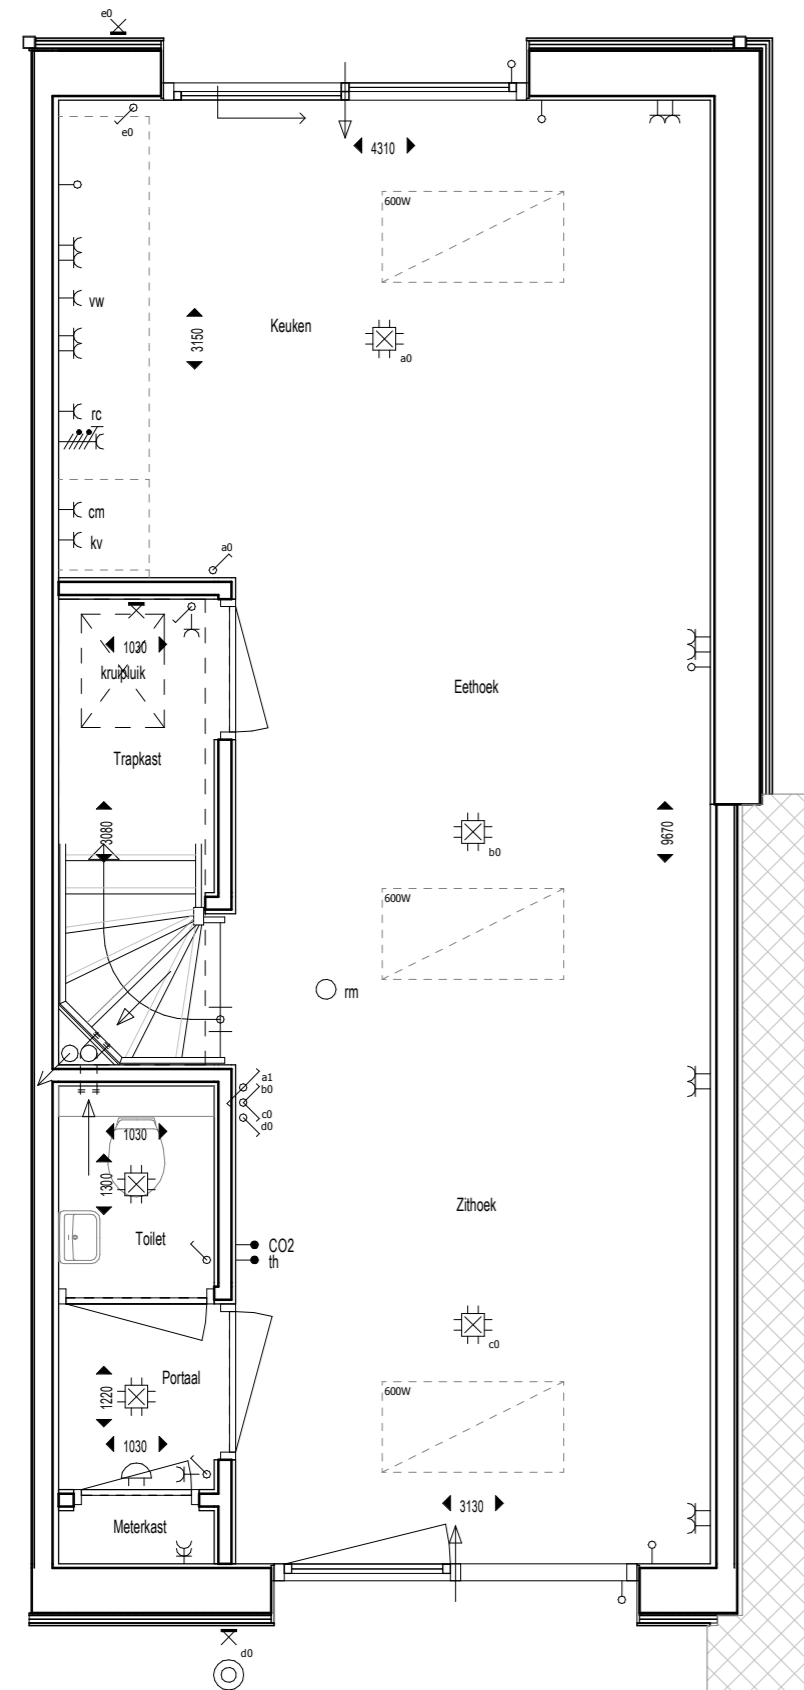 e0
e0
4310
600W
vw
3150
Keuken
a0
rc
cm
kv
a0
1030
kruipluik
Eethoek
Trapkast
3080
9670
b0
600W
rm
a1
b0
c0
d0
1030
1300
Toilet
Zithoek
CO2
th
c0
Portaal
1220
600W
1030
3130
Meterkast
d0